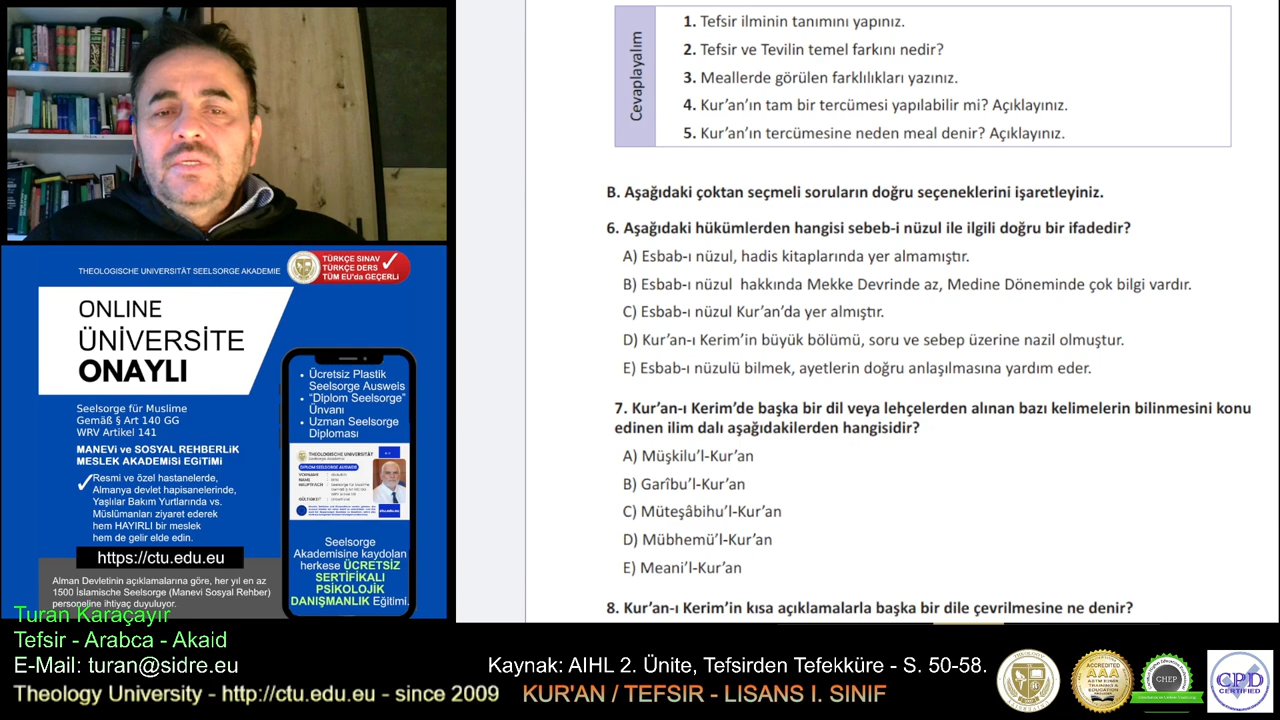 Cevaplayalım
1. Tefsir ilminin tanımını yapınız.
2. Tefsir ve Tevilin temel farkını nedir?
3. Meallerde görülen farklılıkları yazınız.
4. Kur’an’ın tam bir tercümesi yapılabilir mi? Açıklayınız.
5. Kur’an’ın tercümesine neden meal denir? Açıklayınız.
B. Aşağıdaki çoktan seçmeli soruların doğru seçeneklerini işaretleyiniz.
6. Aşağıdaki hükümlerden hangisi sebeb-i nüzul ile ilgili doğru bir ifadedir?
A) Esbab-ı nüzul, hadis kitaplarında yer almamıştır.
B) Esbab-ı nüzul hakkında Mekke Devrinde az, Medine Döneminde çok bilgi vardır.
C) Esbab-ı nüzul Kur’an’da yer almıştır.
D) Kur’an-ı Kerim’in büyük bölümü, soru ve sebep üzerine nazil olmuştur.
E) Esbab-ı nüzulü bilmek, ayetlerin doğru anlaşılmasına yardım eder.
7. Kur’an-ı Kerim’de başka bir dil veya lehçelerden alınan bazı kelimelerin bilinmesini konu
edinen ilim dalı aşağıdakilerden hangisidir?
A) Müşkilu’l-Kur’an
B) Garîbu’l-Kur’an
C) Müteşâbihu’l-Kur’an
D) Mübhemü’l-Kur’an
E) Meani’l-Kur’an
8. Kur’an-ı Kerim’in kısa açıklamalarla başka bir dile çevrilmesine ne denir?
THEOLOGISCHE UNIVERSITÄT SEELSORGE AKADEMIE
TÜRKÇE SINAV
TÜRKÇE DERS
TÜM EU'da GEÇERLİ
ONLINE
ÜNİVERSİTE
ONAYLI
Seelsorge für Muslime
Gemäß § Art 140 GG
WRV Artikel 141
MANEVi ve SOSYAL REHBERLiK
MESLEK AKADEMiSi EGiTiMi
Resmi ve özel hastanelerde,
Almanya devlet hapisanelerinde,
Yaşlılar Bakım Yurtlarında vs.
Müslümanları ziyaret ederek
hem HAYIRLI bir meslek
hem de gelir elde edin.
https://ctu.edu.eu
Alman Devletinin açıklamalarına göre, her yıl en az
1500 İslamische Seelsorge (Manevi Sosyal Rehber)
personeline ihtiyaç duyuluyor.
• Ücretsiz Plastik
Seelsorge Ausweis
• “Diplom Seelsorge”
Ünvanı
• Uzman Seelsorge
Diploması
THEOLOGISCHE UNIVERSITÄT
DIPLOM SEELSORGE AUSWEIS
Seelsorge
Akademisine kaydolan
herkese ÜCRETSİZ
SERTİFİKALI
PSİKOLOJİK
DANIŞMANLIK Eğitimi.
Turan Karaçayır
Tefsir - Arabca - Akaid
E-Mail: turan@sidre.eu
Kaynak: AIHL 2. Ünite, Tefsirden Tefekküre - S. 50-58.
Theology University - http://ctu.edu.eu - Since 2009
KUR'AN / TEFSIR - LISANS I. SINIF
ACCREDITED
AAA
CHEP
CPD
CERTIFIED